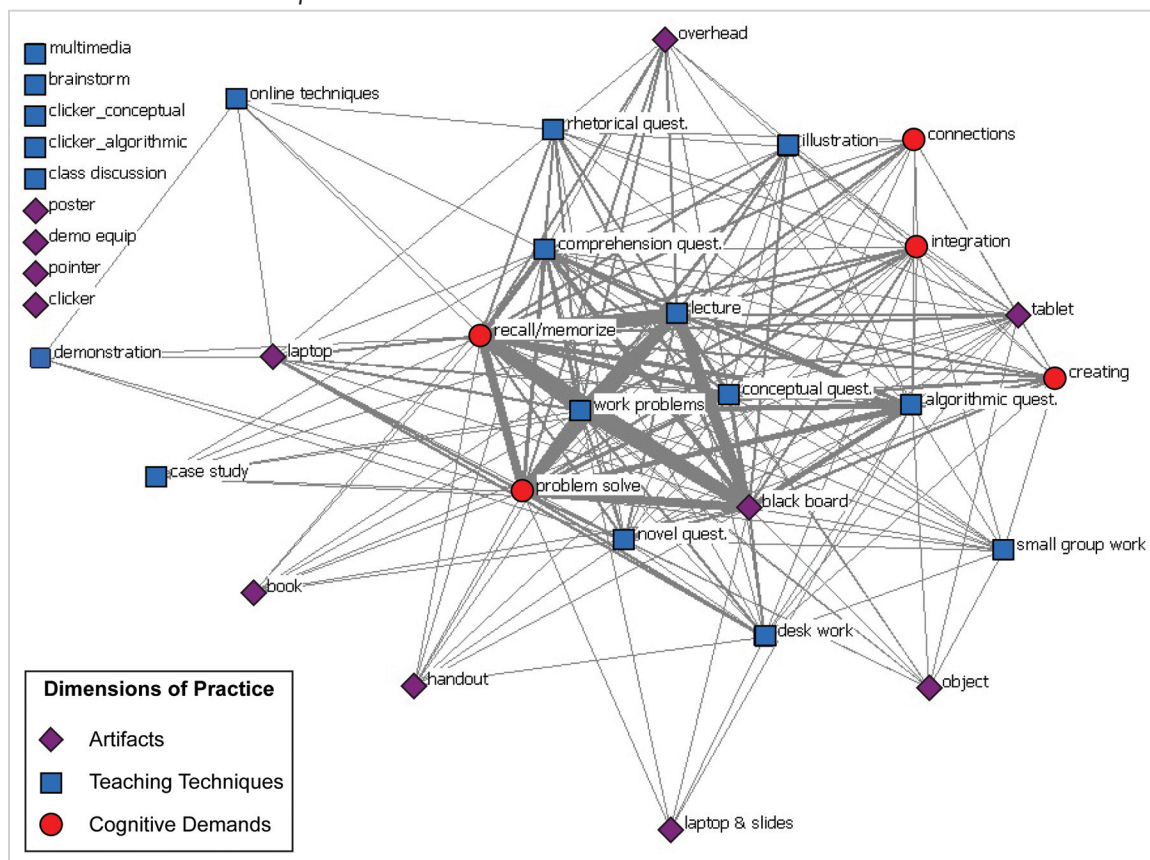 overhead
multimedia
brainstorm
online techniques
clicker_conceptual
rhetorical quest.
connections
illustration
clicker_algorithmic
class discussion
poster
demo equip
comprehension quest.
integration
pointer
clicker
lecture
tablet
recall/memorize
demonstration
laptop
creating
conceptual quest.
work problems
algorithmic quest.
case study
problem solve
black board
novel quest.
small group work
book
desk work
handout
object
Dimensions of Practice
Artifacts
Teaching Techniques
Cognitive Demands
laptop & slides